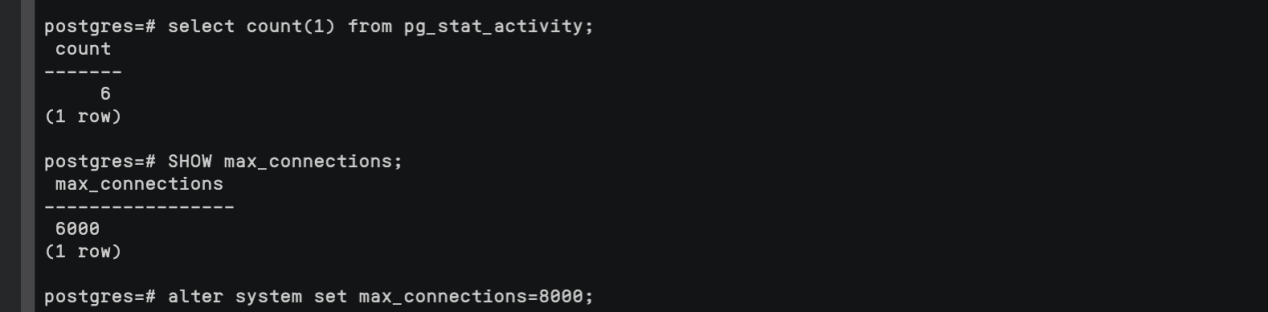 postgres=# select count(1) from pg_stat_activity;
 count
-------
     6
(1 row)

postgres=# SHOW max_connections;
 max_connections
-----------------
 6000
(1 row)

postgres=# alter system set max_connections=8000;